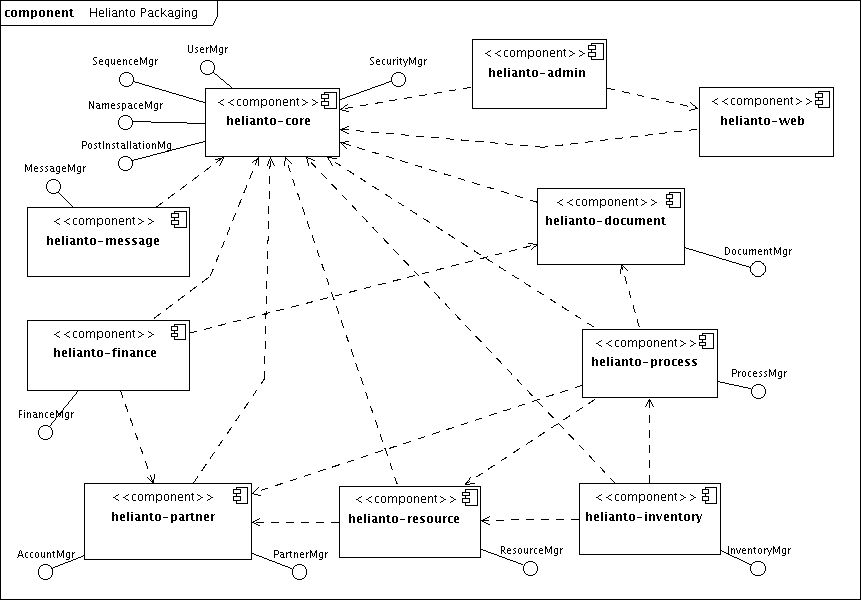 component Helianto Packaging
UserMgr
SequenceMgr
SecurityMgr
NamespaceMgr
PostInstallationMg
<<component>>
helianto-core
<<component>>
helianto-admin
<<component>>
helianto-web
MessageMgr
<<component>>
helianto-message
<<component>>
helianto-document
DocumentMgr
<<component>>
helianto-finance
FinanceMgr
<<component>>
helianto-process
ProcessMgr
<<component>>
helianto-partner
AccountMgr
PartnerMgr
<<component>>
helianto-resource
ResourceMgr
<<component>>
helianto-inventory
InventoryMgr